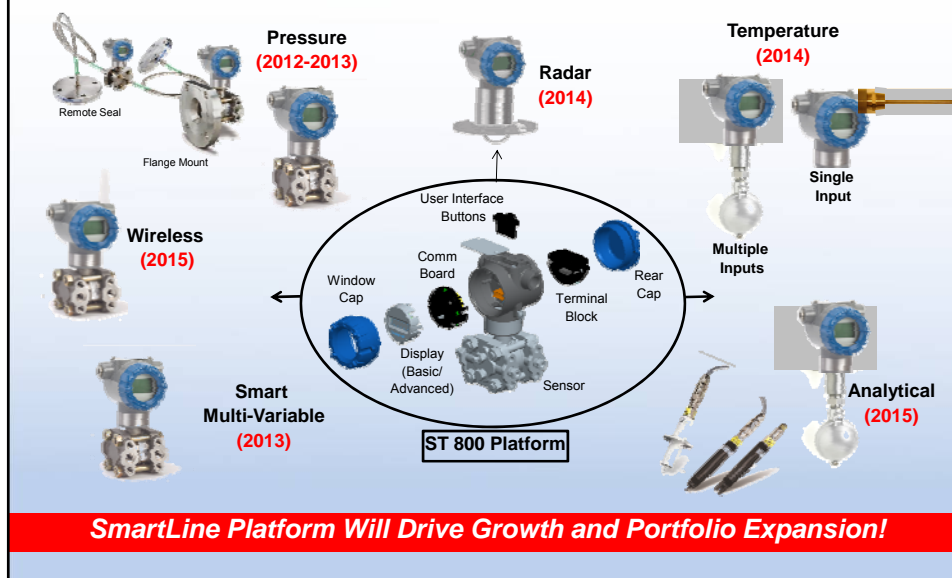 Pressure
(2012-2013)
Remote Seal
Flange Mount
Radar
(2014)
Temperature
(2014)
Single
Input
Multiple
Inputs
Wireless
(2015)
User Interface
Buttons
Comm
Board
Window
Cap
Rear
Cap
Terminal
Block
Display
(Basic/
Advanced)
Sensor
Smart
Multi-Variable
(2013)
Analytical
(2015)
ST 800 Platform
SmartLine Platform Will Drive Growth and Portfolio Expansion!